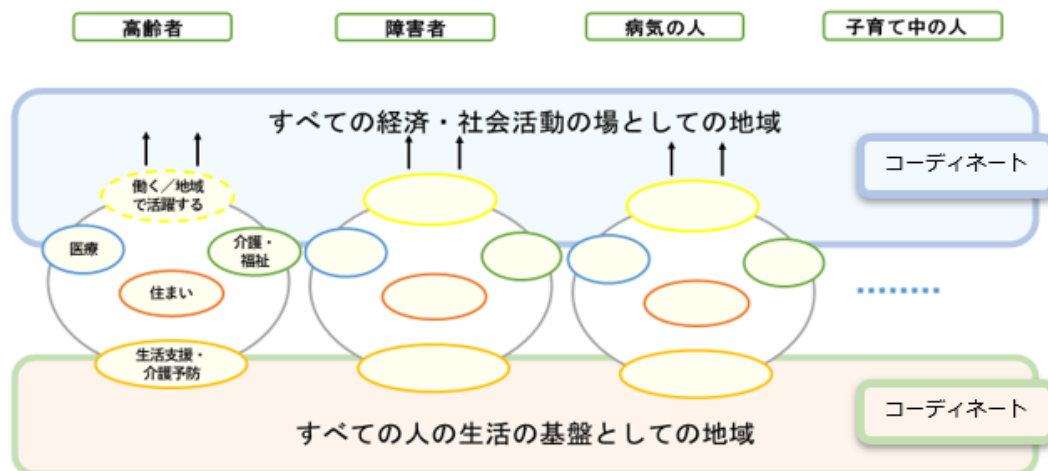 高齢者
障害者
病気の人
子育て中の人
すべての経済・社会活動の場としての地域
コーディネート
働く／地域
で活躍する
医療
介護・
福祉
住まい
生活支援・
介護予防
コーディネート
すべての人の生活の基盤としての地域